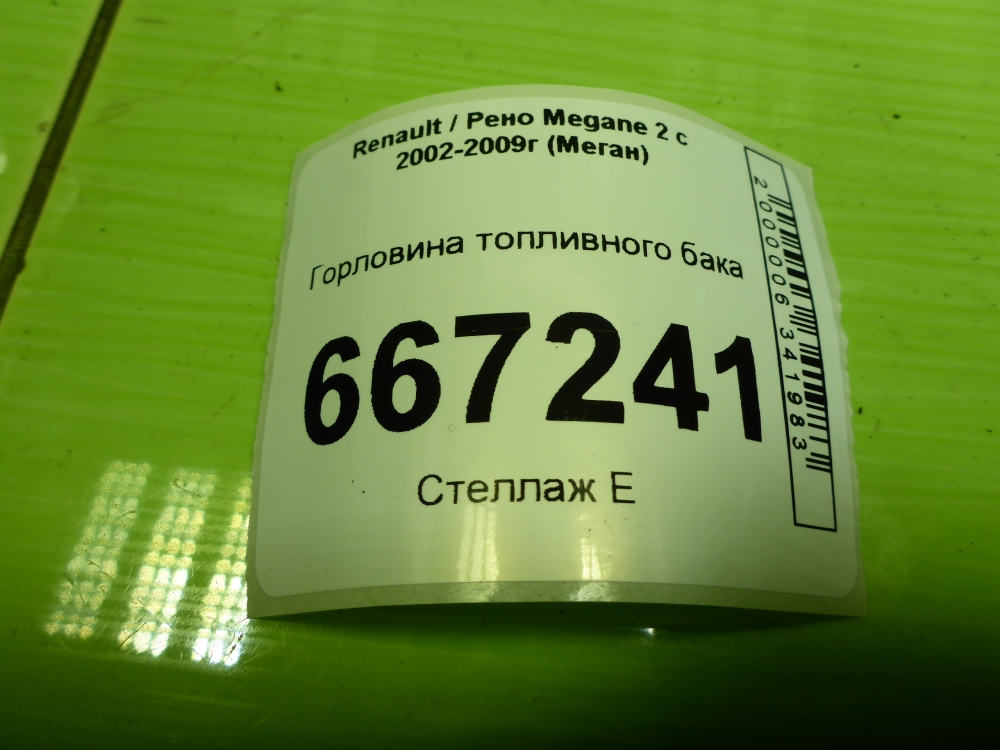 Renault / Рено Megane 2 с
2002-2009г (Меган)
Горловина топливного бака
667241
Стеллаж Е
2000006341983